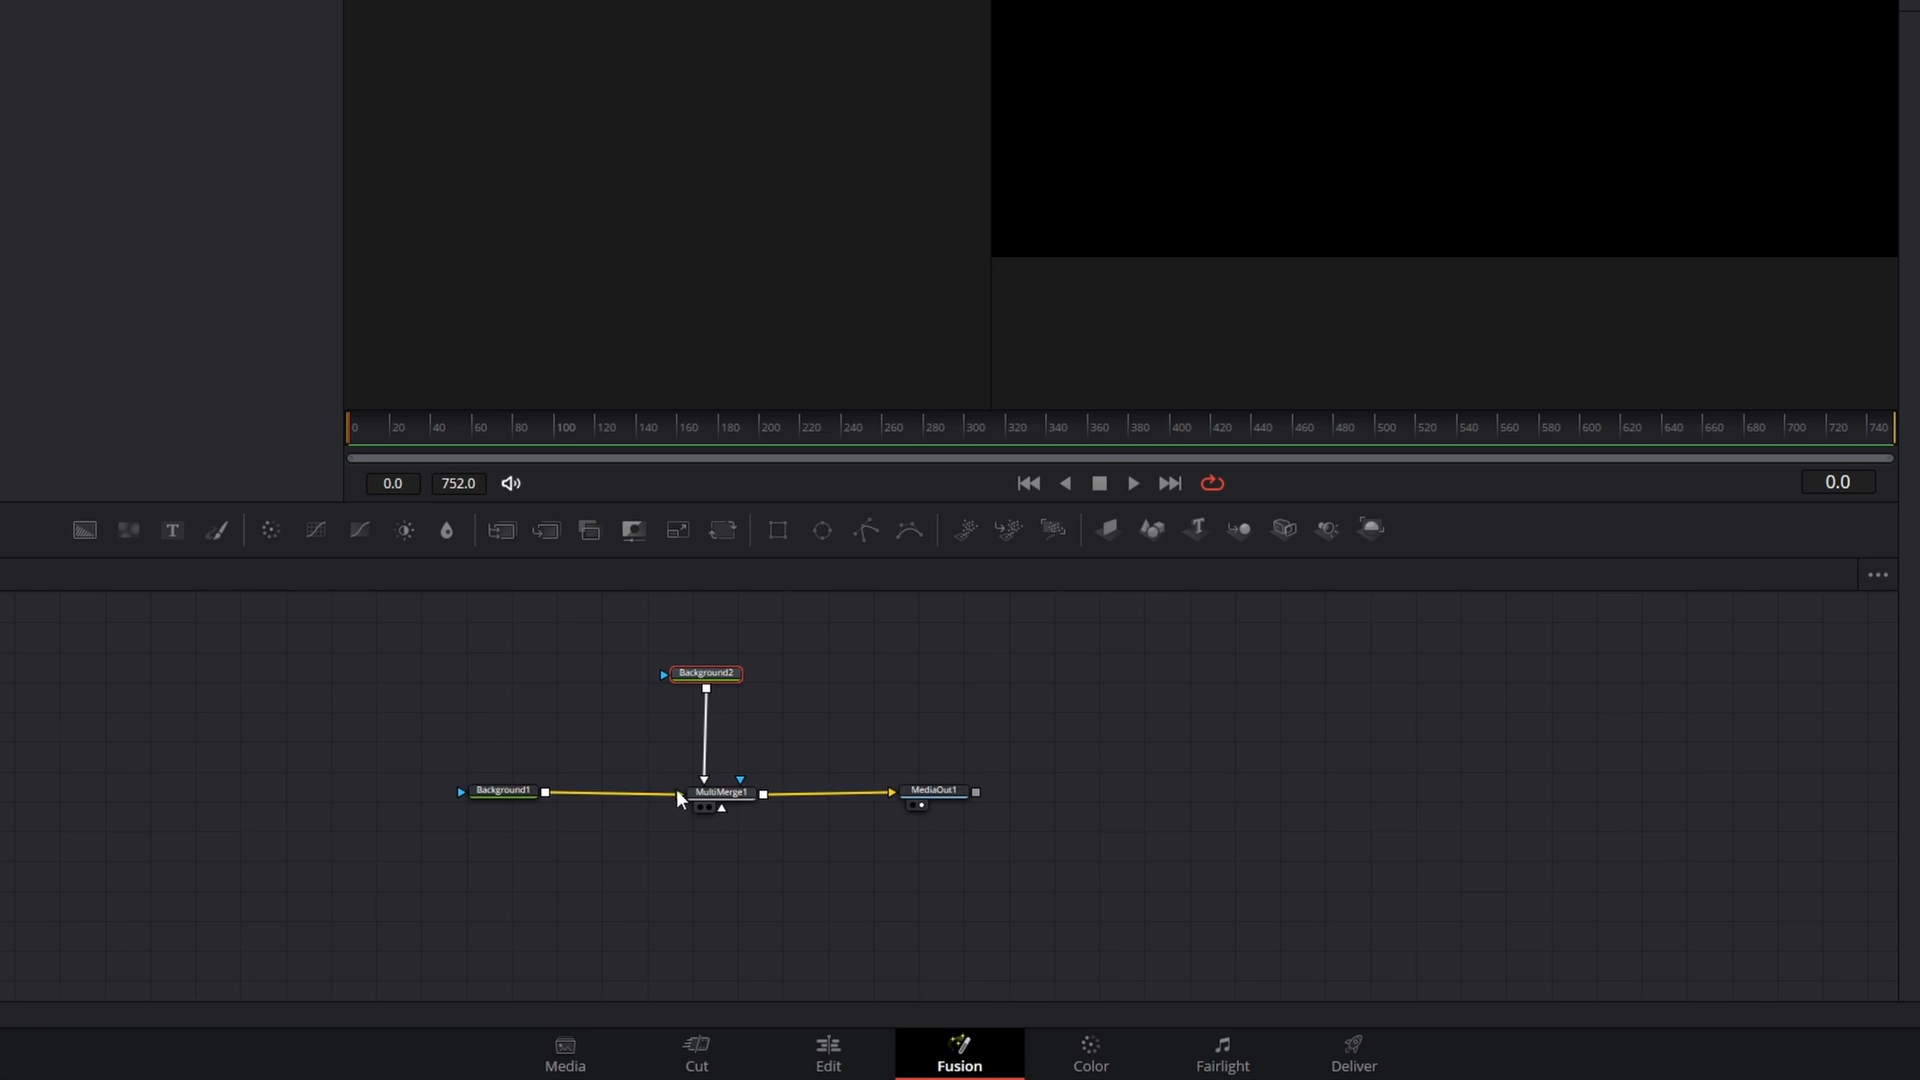 0 20 40 60 80 100 120 140 160 180 200 220 240 260 280 300 320 340 360 380 400 420 440 460 480 500 520 540 560 580 600 620 640 660 680 700 720 740
0.0 752.0 0.0
T
Background2
Background1 MultiMerge1 MediaOut1
Media Cut Edit Fusion Color Fairlight Deliver